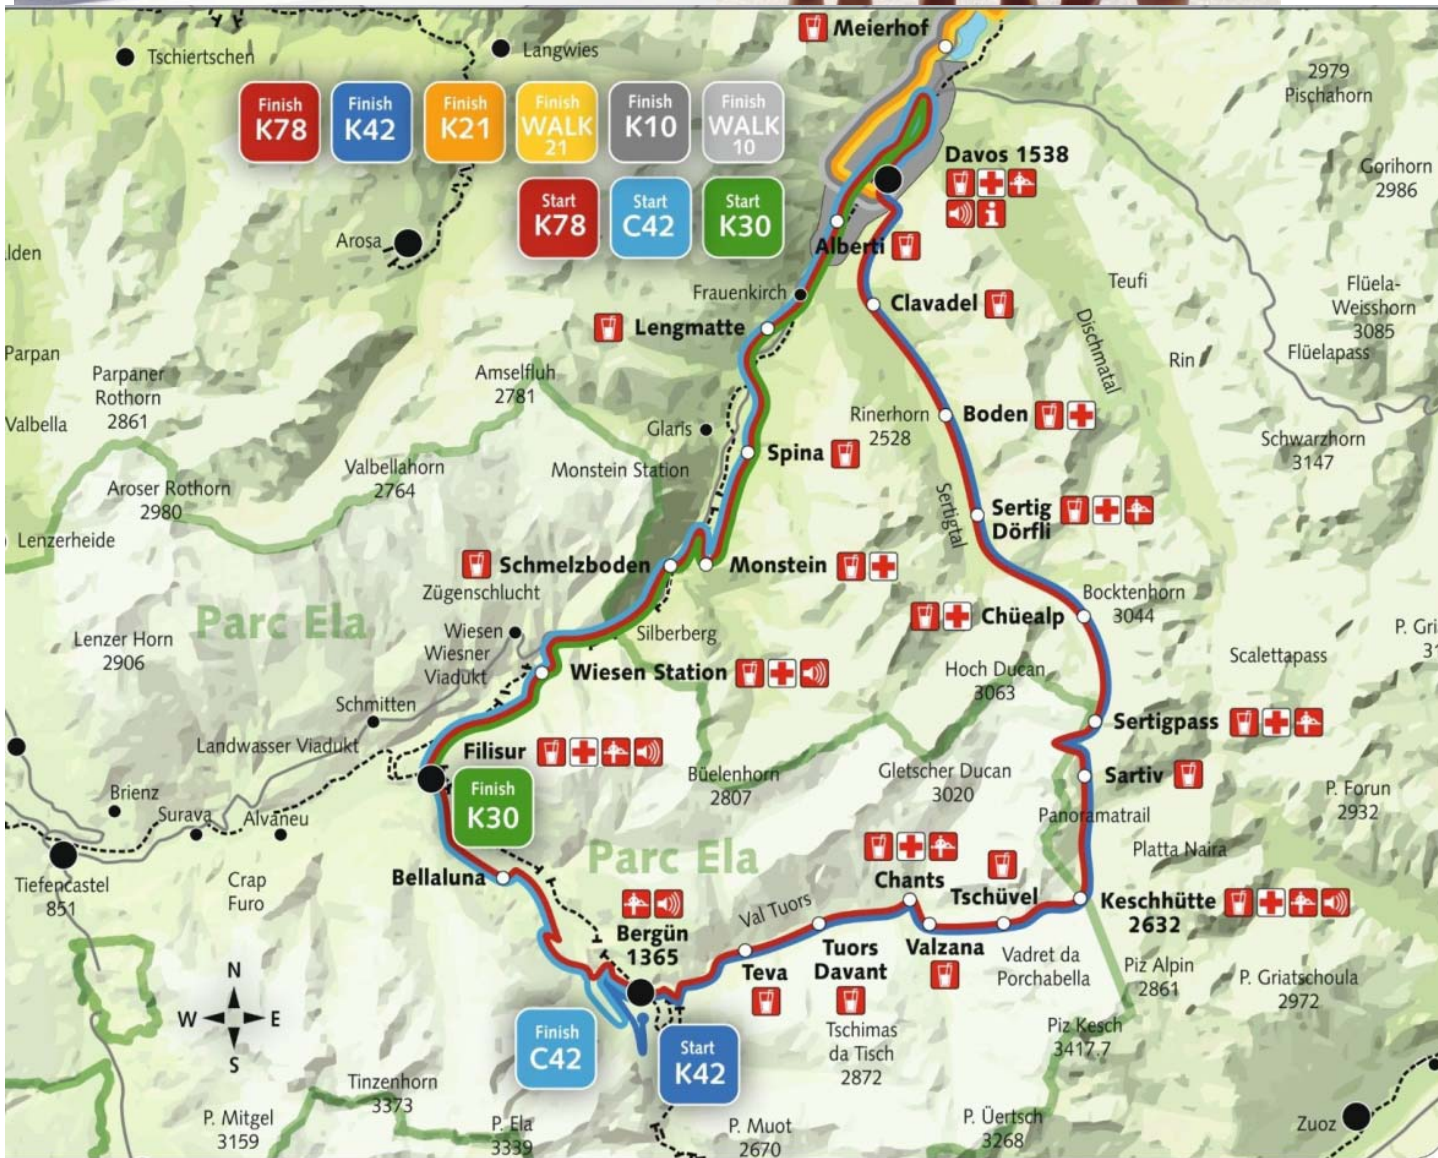 Meierhof
Tschiertschen
Langwies
2979
Pischahorn
Finish
K78
Finish
K42
Finish
K21
Finish
WALK
21
Finish
K10
Finish
WALK
10
Davos 1538
Gorihorn
2986
Start
K78
Start
C42
Start
K30
Arosa
Alberti
lden
Teufi
Flüela-
Weisshorn
3085
Frauenkirch
Clavadel
Lengmatte
Dischmatal
Rin
Flüelapass
Parpan
Parpaner
Rothorn
2861
Amselfluh
2781
Valbella
Glaris
Rinerhorn
2528
Boden
Schwarzhorn
3147
Spina
Valbellahorn
2764
Monstein Station
Aroser Rothorn
2980
Sertigtal
Sertig
Dörfli
Lenzerheide
Schmelzboden
Monstein
Zügenschlucht
Bocktenhorn
3044
Chüealp
Parc Ela
Lenzer Horn
2906
Wiesen
Wiesner
Viadukt
Silberberg
P. Gri
31
Scalettapass
Wiesen Station
Hoch Ducan
3063
Schmitten
Sertigpass
Landwasser Viadukt
Filisur
Büelenhorn
2807
Gletscher Ducan
3020
Sartiv
Finish
K30
Brienz
Surava
Alvaneu
Panoramatrail
P. Forun
2932
Parc Ela
Platta Naira
Tiefencastel
851
Crap
Furo
Bellaluna
Chants
Tschüvel
Keschhütte
2632
Val Tuors
Bergün
1365
Teva
Tuors
Davant
Valzana
Vadret da
Porchabella
Piz Alpin
2861
P. Griatschoula
2972
N
W
E
S
Finish
C42
Start
K42
Tschimas
da Tisch
2872
Piz Kesch
3417.7
Tinzenhorn
3373
P. Mitgel
3159
P. Ela
3339
P. Muot
2670
P. Üertsch
3268
Zuoz